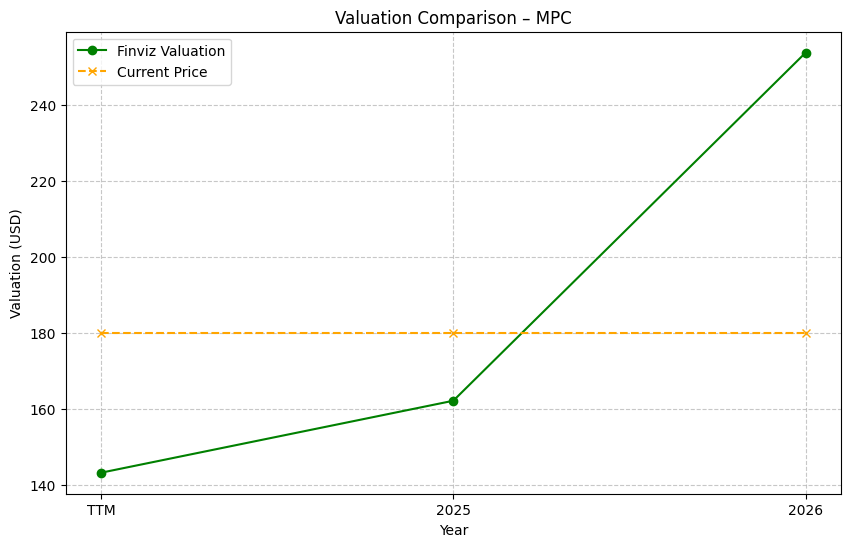 Valuation Comparison – MPC
Finviz Valuation
Current Price
Valuation (USD)
240
220
200
180
160
140
TTM
2025
2026
Year